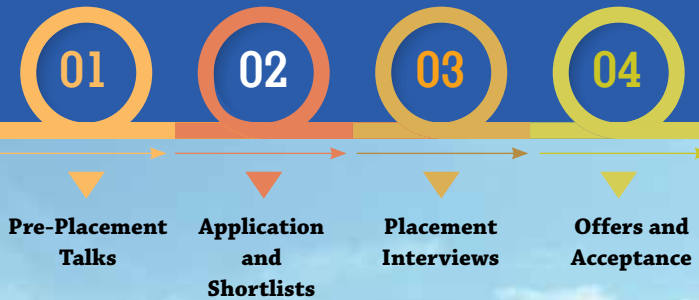 01
02
03
04
Pre-Placement
Talks
Application
and
Shortlists
Placement
Interviews
Offers and
Acceptance